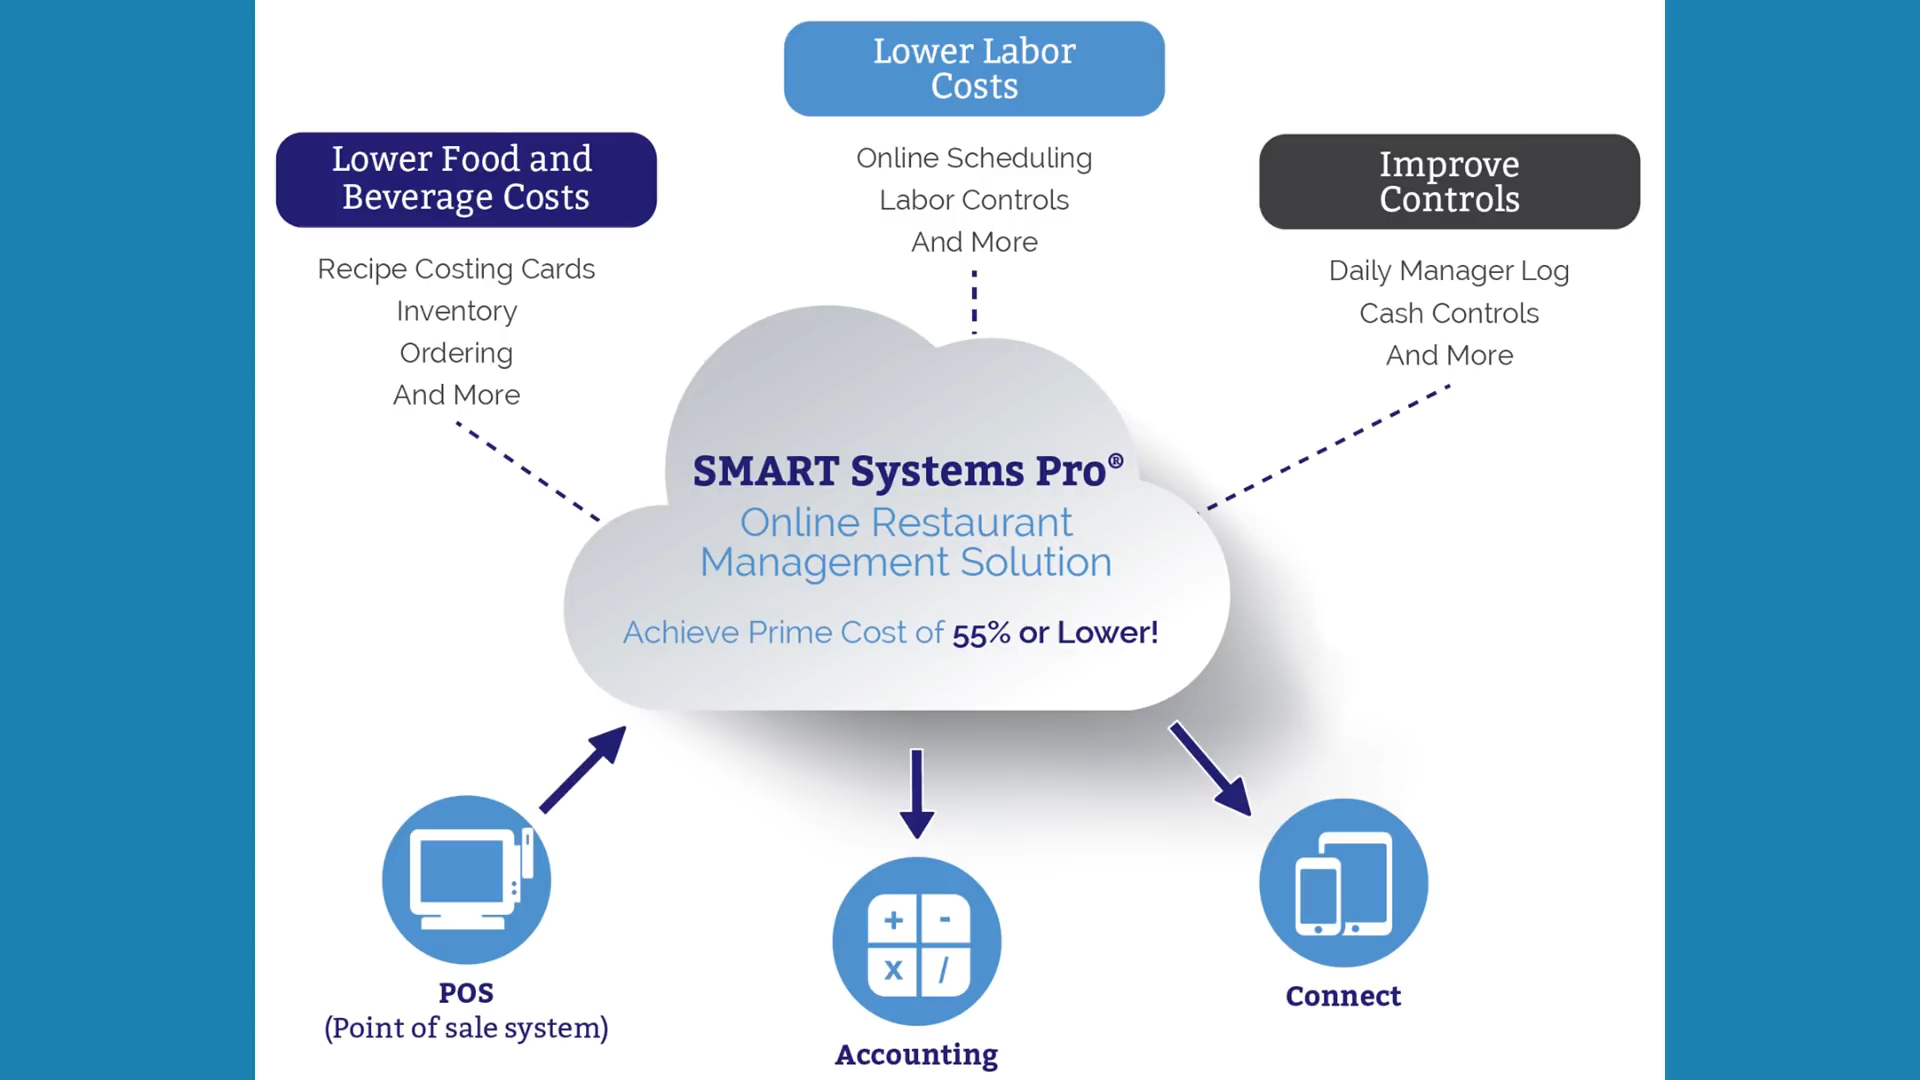 Lower Labor
Costs
Online Scheduling
Labor Controls
And More
Lower Food and
Beverage Costs
Recipe Costing Cards
Inventory
Ordering
And More
Improve
Controls
Daily Manager Log
Cash Controls
And More
SMART Systems Pro®
Online Restaurant
Management Solution
Achieve Prime Cost of 55% or Lower!
POS
(Point of sale system)
+ -
x /
Accounting
Connect